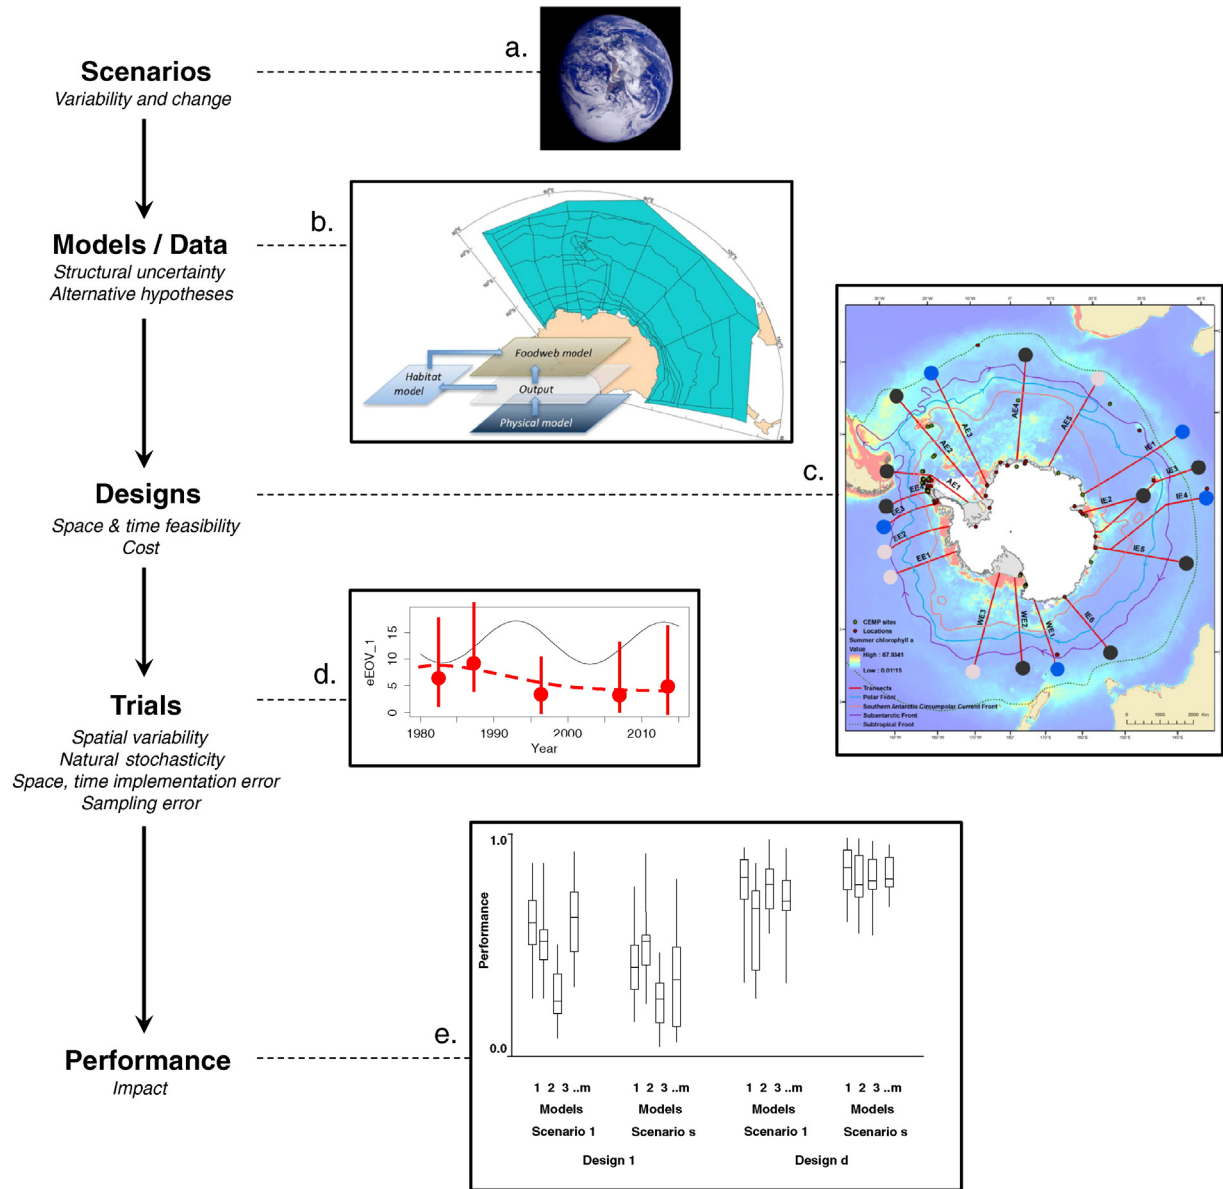 a.
Scenarios
Variability and change
b.
Models / Data
Structural uncertainty
Alternative hypotheses
Foodweb model
Habitat
model
Output
Physical model
c.
Designs
Space & time feasibility
Cost
AE4
AE5
AE3
AE2
AE1
EE3
EE2
EE1
IE1
IE3
IE2
IE4
IE5
IE6
WE3
WE2
WE1
CEMP sites
Locations
Summer chlorophyll a
Value
High : 67.9341
Transects
Polar Front
Southern Antarctic Circumpolar Current Front
Subantarctic Front
Subtropical Front
0 1000 2000 Km
d.
eEOV_1
15
10
5
0
1980 1990 2000 2010
Year
Trials
Spatial variability
Natural stochasticity
Space, time implementation error
Sampling error
e.
Performance
Impact
1.0
Performance
0.0
1 2 3 ..m 1 2 3 ..m 1 2 3 ..m 1 2 3 ..m
Models Models Models Models
Scenario 1 Scenario s Scenario 1 Scenario s
Design 1 Design d